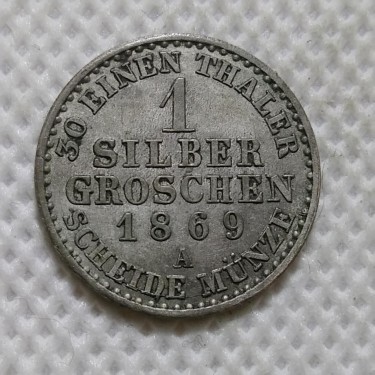 30 EINEN THALER
1
SILBER
GROSCHEN
1869
A
SCHEIDE MÜNZE